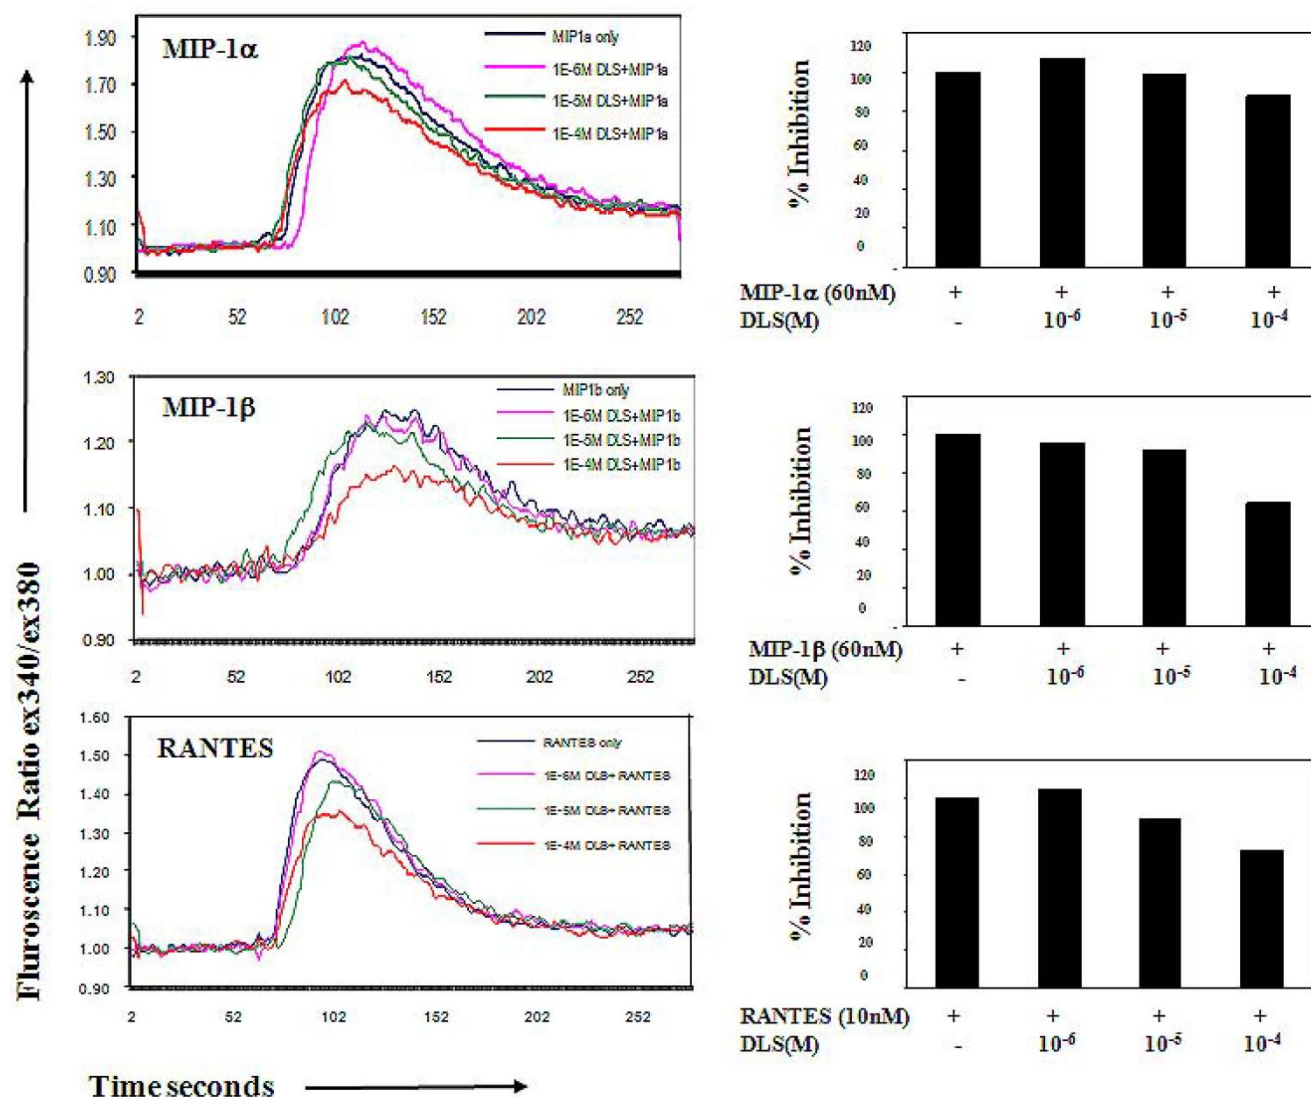 Fluroscence Ratio ex340/ex380
MIP-1α
MIP1a only
1E-6M DLS+MIP1a
1E-5M DLS+MIP1a
1E-4M DLS+MIP1a
1.90
1.70
1.50
1.30
1.10
0.90
2 52 102 152 202 252
% Inhibition
120
100
80
60
40
20
0
-
MIP-1α (60nM) + + + +
DLS(M) - 10⁻⁶ 10⁻⁵ 10⁻⁴
MIP-1β
MIP1b only
1E-6M DLS+MIP1b
1E-5M DLS+MIP1b
1E-4M DLS+MIP1b
1.30
1.20
1.10
1.00
0.90
2 52 102 152 202 252
% Inhibition
120
100
80
60
40
20
0
-
MIP-1β (60nM) + + + +
DLS(M) - 10⁻⁶ 10⁻⁵ 10⁻⁴
RANTES
RANTES only
1E-6M DLS+ RANTES
1E-5M DLS+ RANTES
1E-4M DLS+ RANTES
1.60
1.50
1.40
1.30
1.20
1.10
1.00
0.90
2 52 102 152 202 252
% Inhibition
120
100
80
60
40
20
0
-
RANTES (10nM) + + + +
DLS(M) - 10⁻⁶ 10⁻⁵ 10⁻⁴
Time seconds